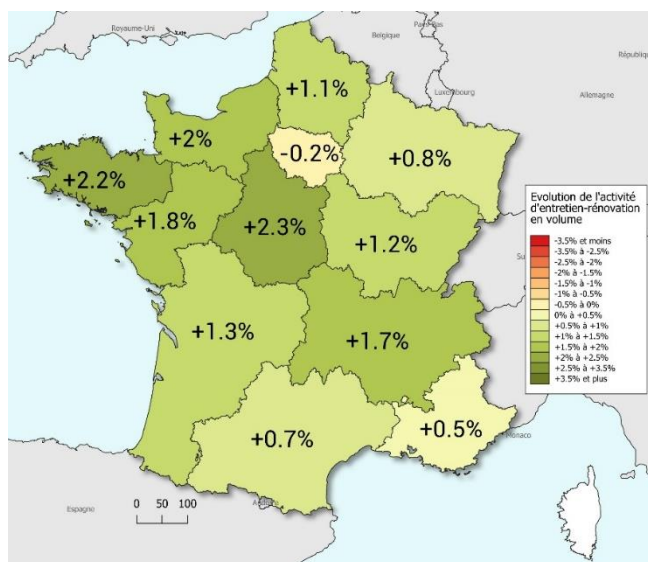 Royaume-Uni
Pays-Bas
Belgique
République
+1.1%
Luxembourg
Allemagne
+2%
-0.2%
+0.8%
+2.2%
+1.8%
+2.3%
+1.2%
Evolution de l'activité
d'entretien-rénovation
en volume
-3.5% et moins
-3.5% à -2.5%
-2.5% à -2%
-2% à -1.5%
-1.5% à -1%
-1% à -0.5%
-0.5% à 0%
0% à +0.5%
+0.5% à +1%
+1% à +1.5%
+1.5% à +2%
+2% à +2.5%
+2.5% à +3.5%
+3.5% et plus
+1.3%
+1.7%
+0.7%
+0.5%
Monaco
0 50 100
Espagne